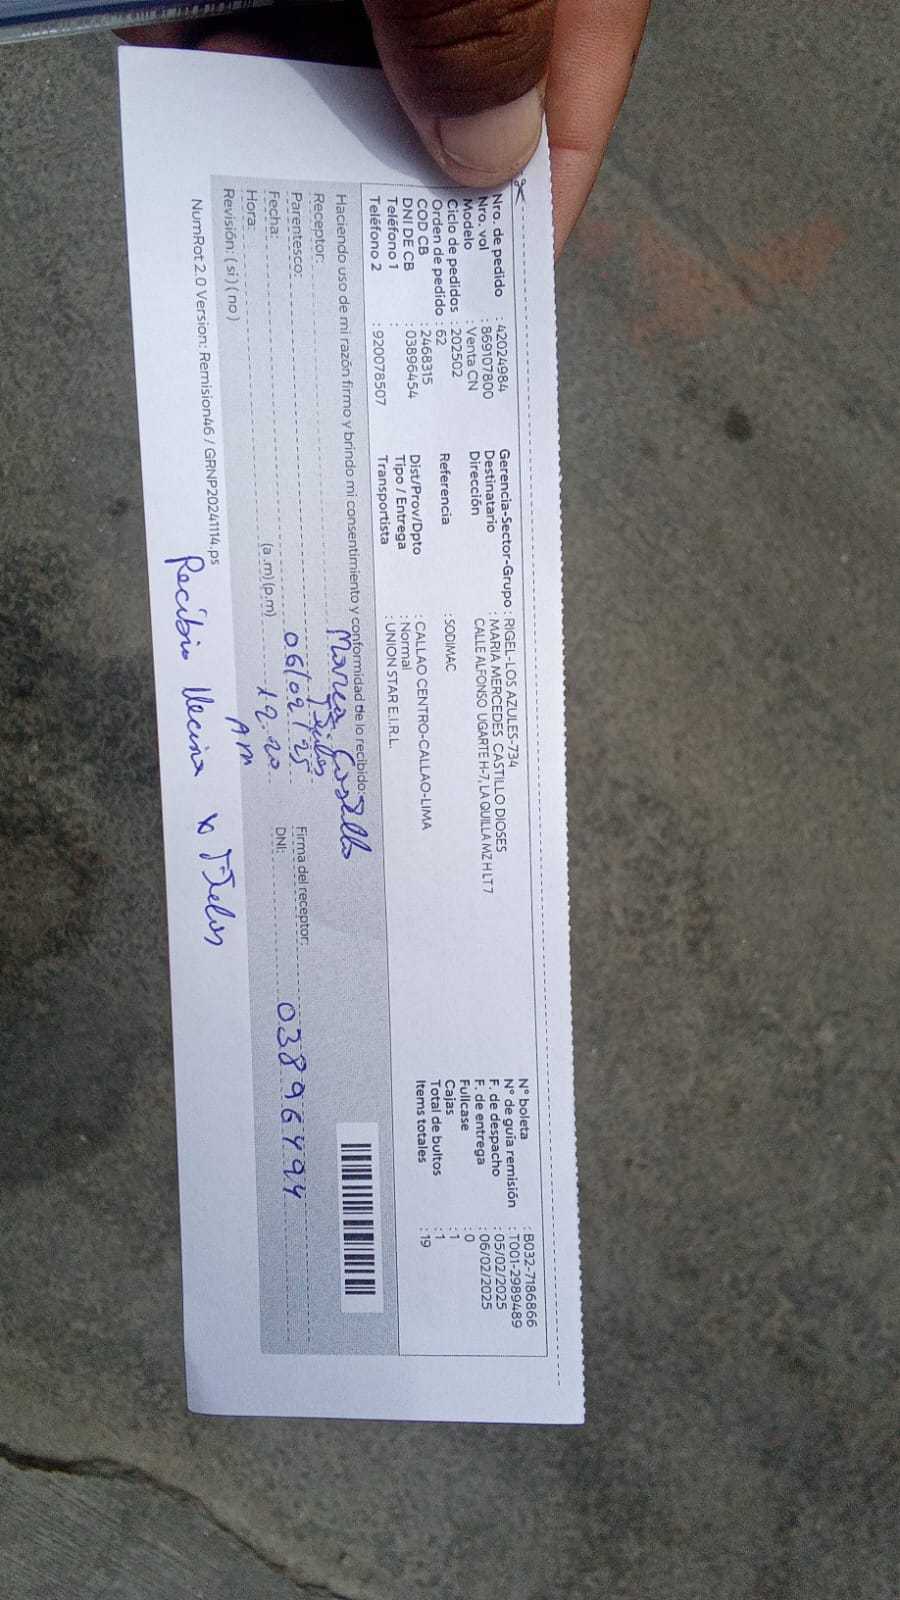 Nro. de pedido : 42024984
Nro. vol : 869107800
Modelo : Venta CN
Ciclo de pedidos : 202502
Orden de pedido : 62
COD CB : 2468315
DNI DE CB : 03896454
Teléfono 1 :
Teléfono 2 : 920078507
Gerencia-Sector-Grupo : RIGEL-LOS AZULES-734
Destinatario : MARIA MERCEDES CASTILLO DIOSES
Dirección CALLE ALFONSO UGARTE H-7, LA QUILLA MZ H LT 7
Referencia : SODIMAC
Dist/Prov/Dpto : CALLAO CENTRO-CALLAO-LIMA
Tipo / Entrega : Normal
Transportista : UNION STAR E.I.R.L.
N° boleta : B032-7186866
N° de guía remisión : T001-2989489
F. de despacho : 05/02/2025
F. de entrega : 06/02/2025
Fullcase : 0
Cajas : 1
Total de bultos : 1
Items totales : 19
Haciendo uso de mi razón firmo y brindo mi consentimiento y conformidad de lo recibido:
Receptor:
Parentesco:
Fecha: 06/02/25
Hora: (a.m)(p.m) 12.20
AM
Revisión: ( si ) ( no )
Firma del receptor:
DNI: 03896494
NumRot 2.0 Version: Remision46 / GRNP20241114.ps
Recibio Vecina